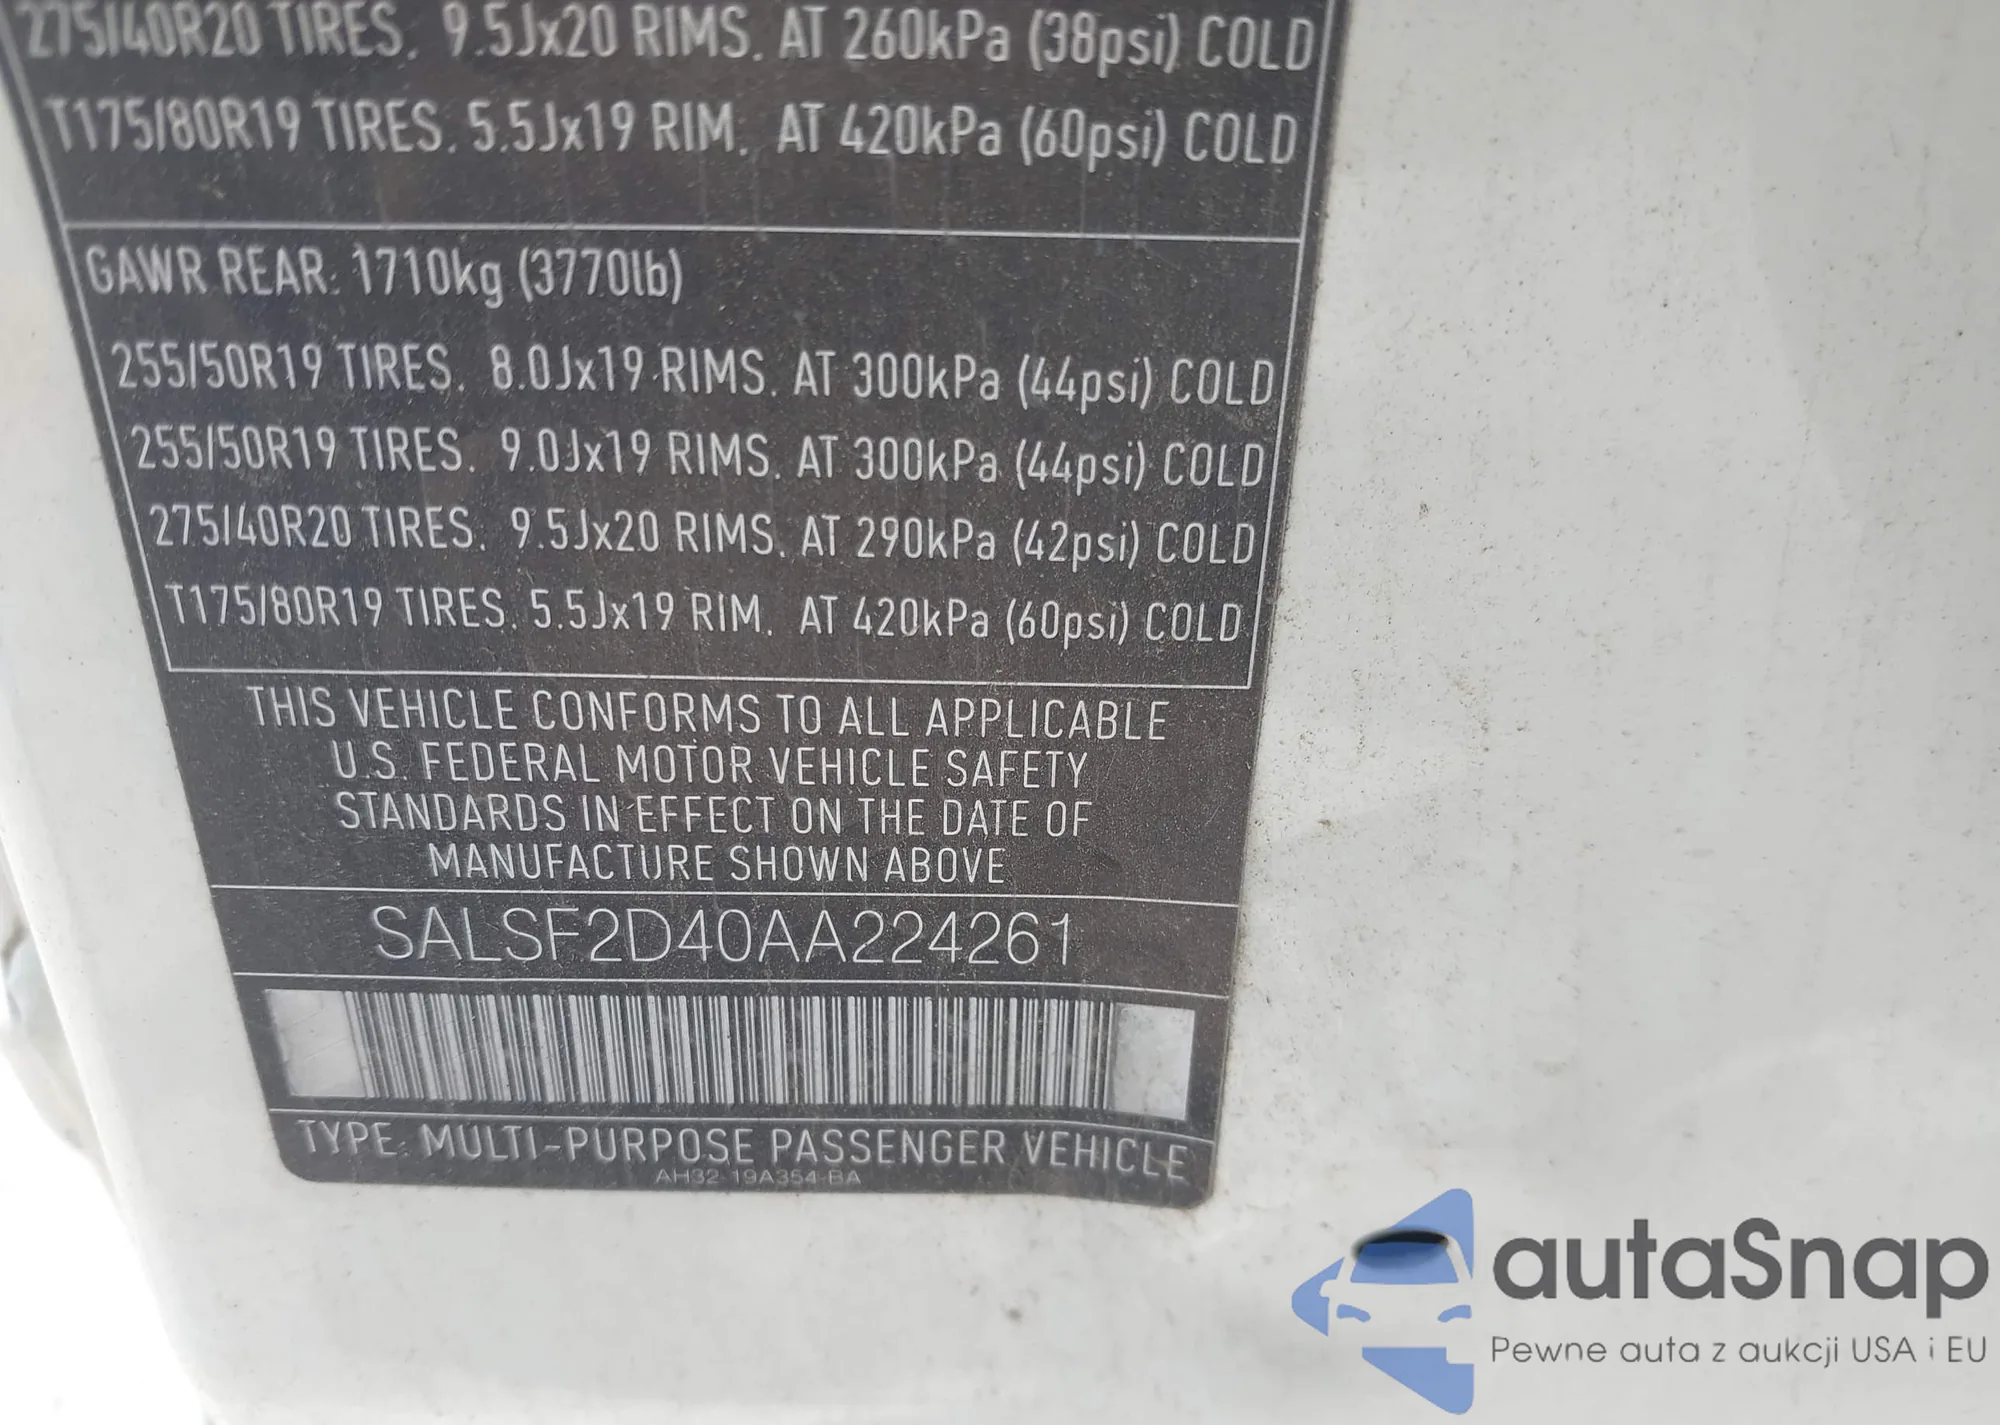 275/40R20 TIRES. 9.5Jx20 RIMS. AT 260kPa (38psi) COLD
T175/80R19 TIRES. 5.5Jx19 RIM. AT 420kPa (60psi) COLD
GAWR REAR: 1710kg (3770lb)
255/50R19 TIRES. 8.0Jx19 RIMS. AT 300kPa (44psi) COLD
255/50R19 TIRES. 9.0Jx19 RIMS. AT 300kPa (44psi) COLD
275/40R20 TIRES. 9.5Jx20 RIMS. AT 290kPa (42psi) COLD
T175/80R19 TIRES. 5.5Jx19 RIM. AT 420kPa (60psi) COLD
THIS VEHICLE CONFORMS TO ALL APPLICABLE
U.S. FEDERAL MOTOR VEHICLE SAFETY
STANDARDS IN EFFECT ON THE DATE OF
MANUFACTURE SHOWN ABOVE
SALSF2D40AA224261
TYPE: MULTI-PURPOSE PASSENGER VEHICLE
AH32-19A354-BA
autaSnap
Pewne auta z aukcji USA i EU